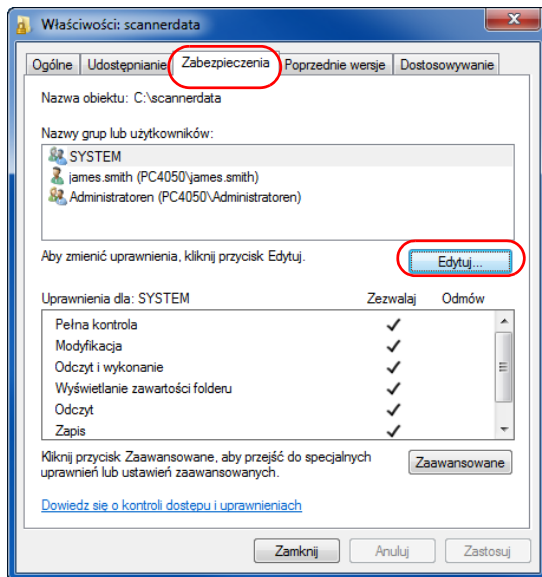 Właściwości: scannerdata
Ogólne Udostępnianie Zabezpieczenia Poprzednie wersje Dostosowywanie
Nazwa obiektu: C:\scannerdata
Nazwy grup lub użytkowników:
SYSTEM
james.smith (PC4050\james.smith)
Administratoren (PC4050\Administratoren)
Aby zmienić uprawnienia, kliknij przycisk Edytuj.
Edytuj...
Uprawnienia dla: SYSTEM Zezwalaj Odmów
Pełna kontrola
Modyfikacja
Odczyt i wykonanie
Wyświetlanie zawartości folderu
Odczyt
Zapis
Kliknij przycisk Zaawansowane, aby przejść do specjalnych
uprawnień lub ustawień zaawansowanych.
Zaawansowane
Dowiedz się o kontroli dostępu i uprawnieniach
Zamknij Anuluj Zastosuj